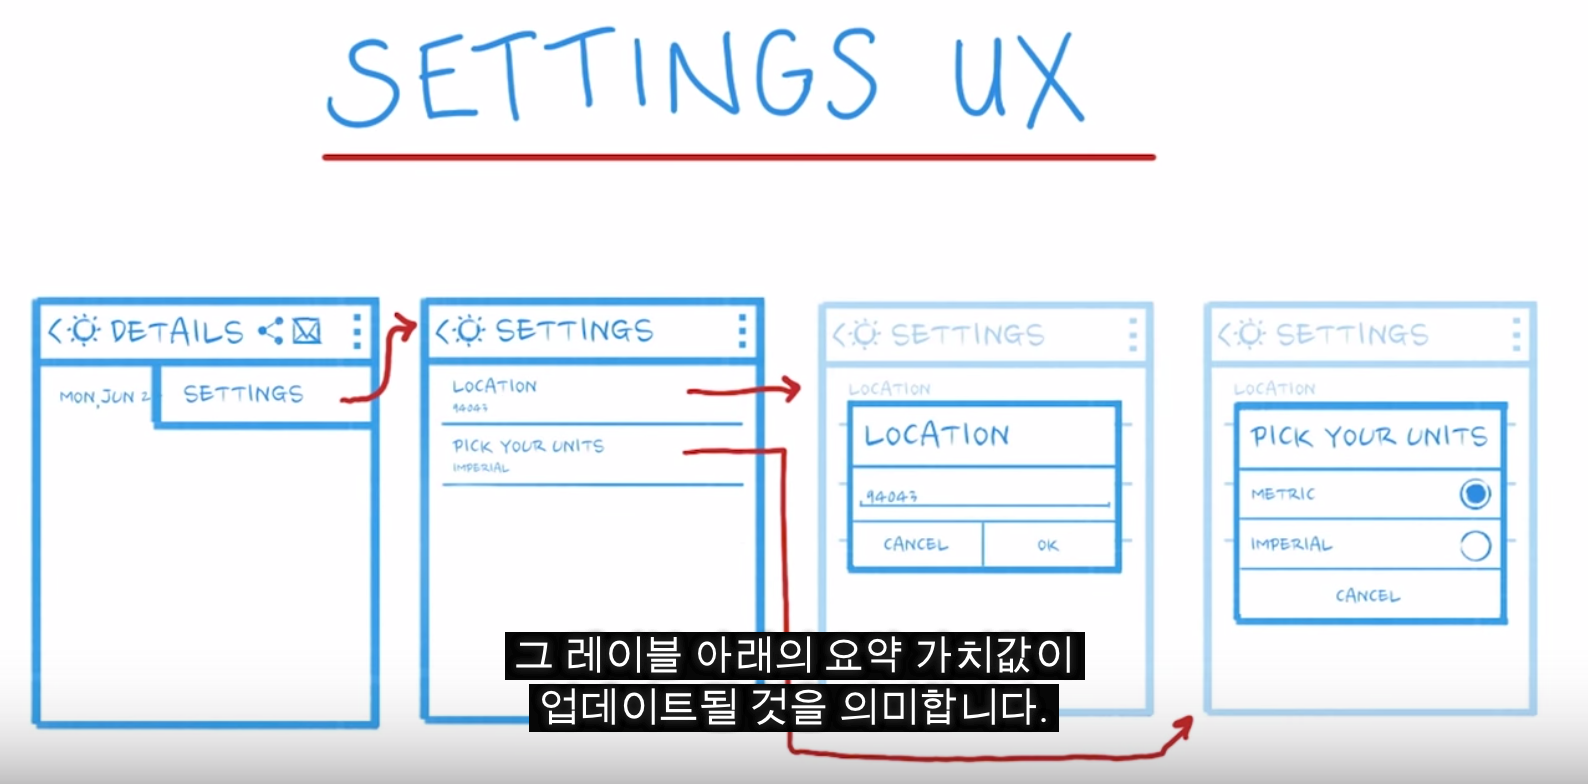 SETTINGS UX
DETAILS
MON, JUN 2
SETTINGS
SETTINGS
LOCATION
94043
PICK YOUR UNITS
IMPERIAL
SETTINGS
LOCATION
LOCATION
94043
CANCEL
OK
SETTINGS
LOCATION
PICK YOUR UNITS
METRIC
IMPERIAL
CANCEL
그 레이블 아래의 요약 가치값이
업데이트될 것을 의미합니다.